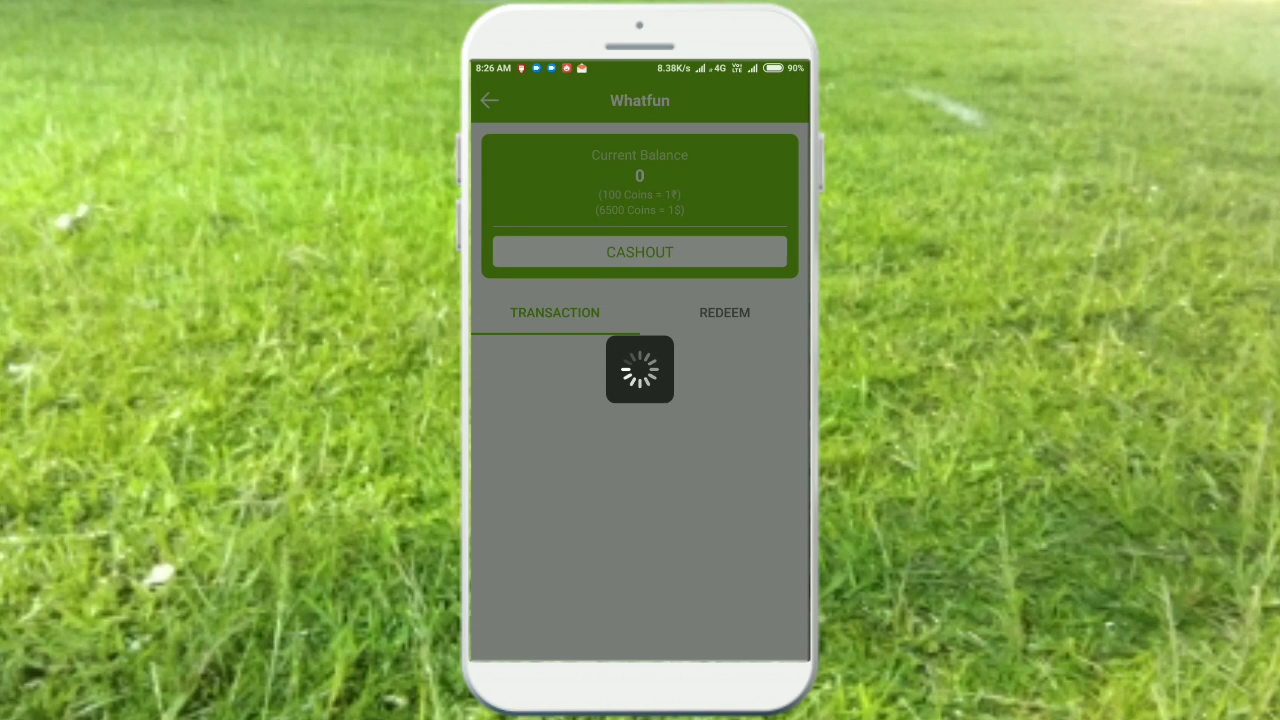 8:26 AM 8.38K/s 4G VoLTE 90%
Whatfun
Current Balance
0
(100 Coins = 1₹)
(6500 Coins = 1$)
CASHOUT
TRANSACTION REDEEM